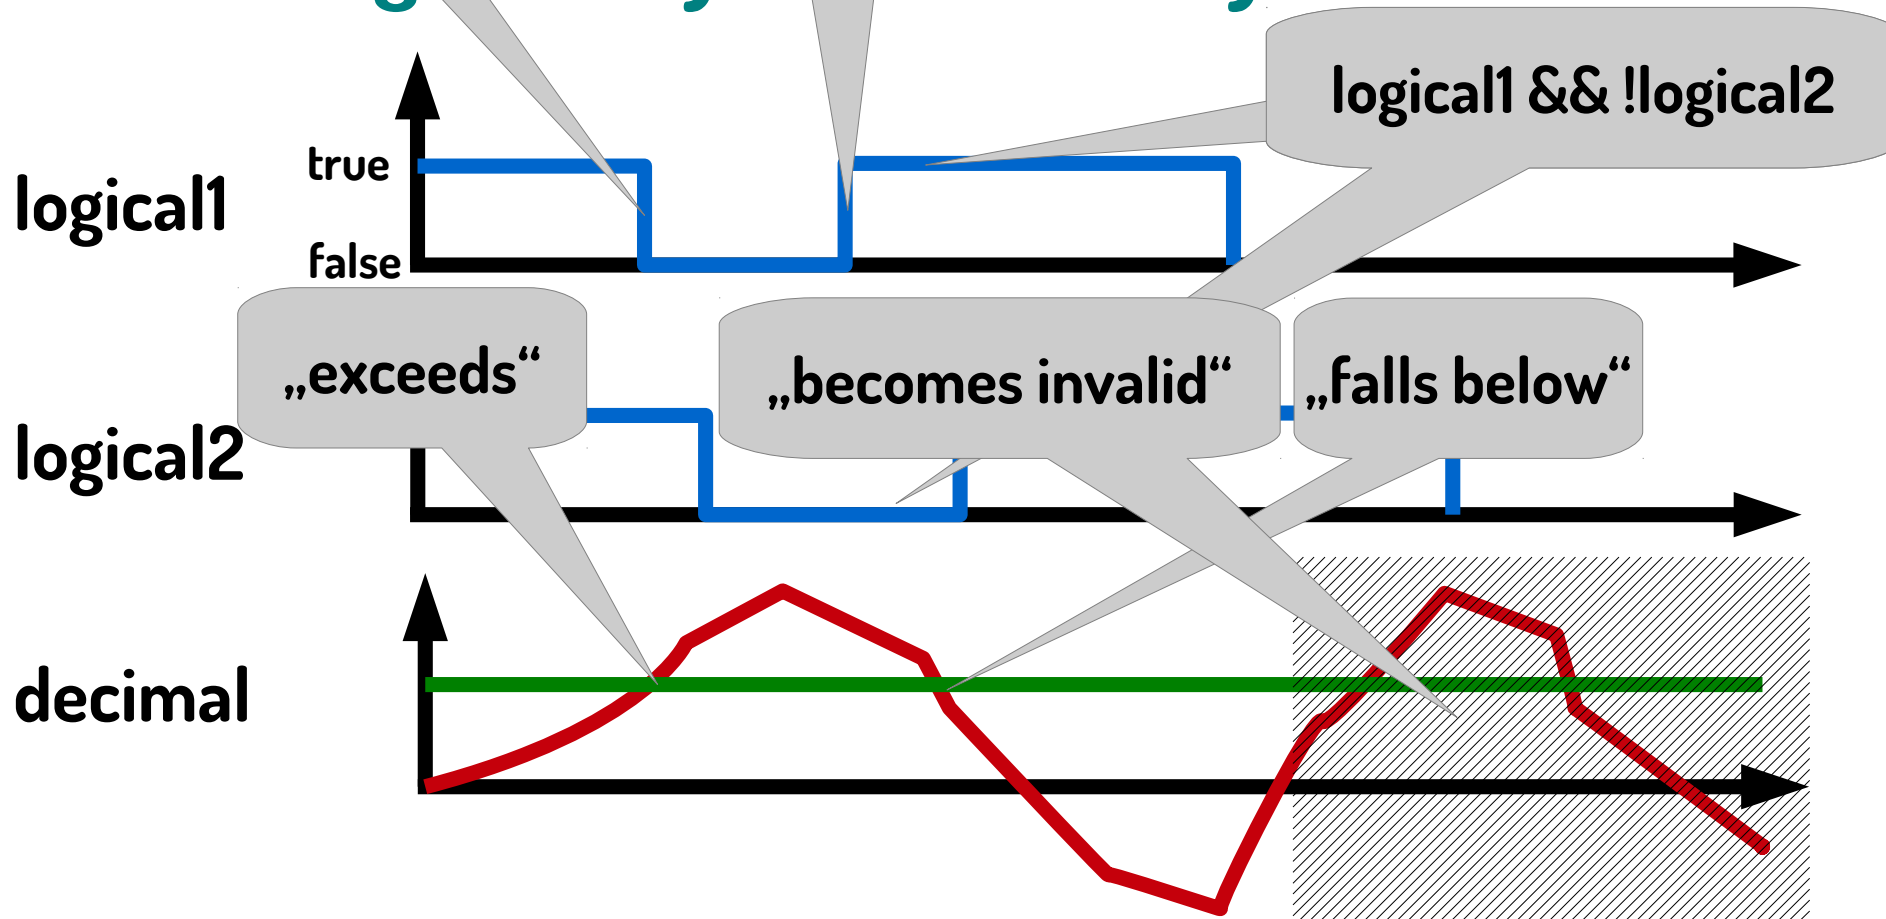 logical1 && !logical2
true
logical1
false
„exceeds“
„becomes invalid“
„falls below“
logical2
decimal